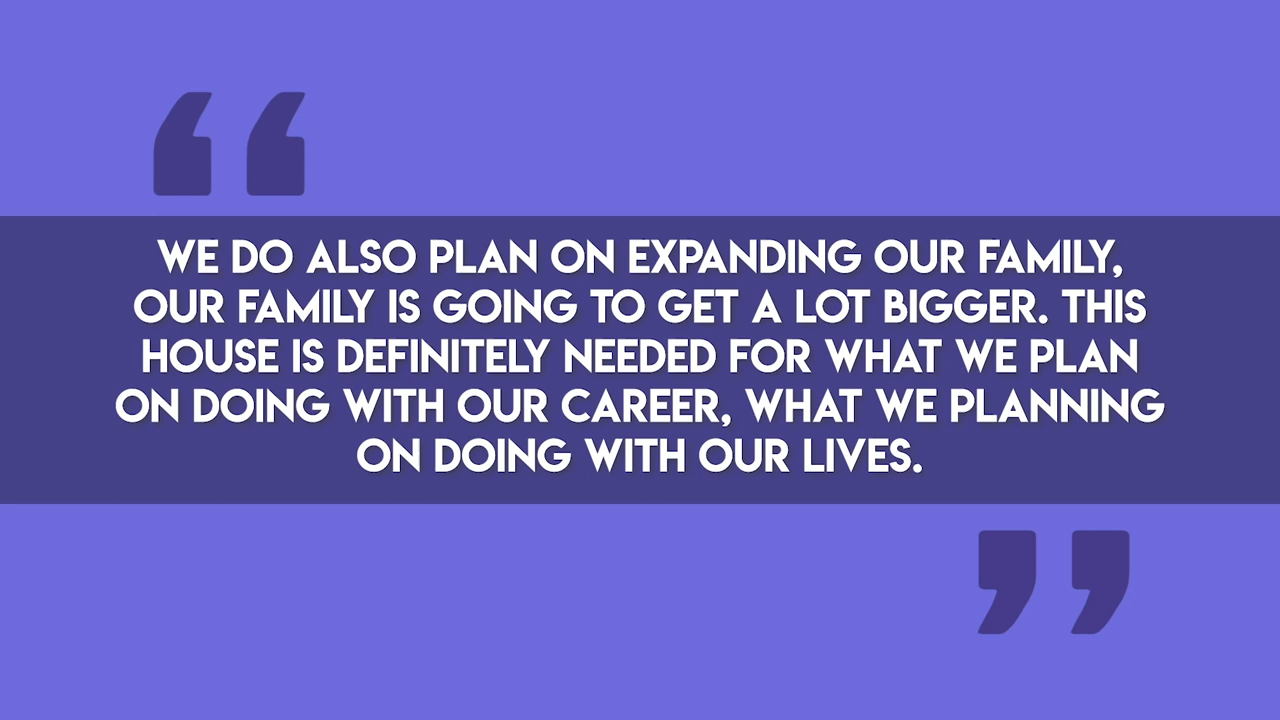 WE DO ALSO PLAN ON EXPANDING OUR FAMILY,
OUR FAMILY IS GOING TO GET A LOT BIGGER. THIS
HOUSE IS DEFINITELY NEEDED FOR WHAT WE PLAN
ON DOING WITH OUR CAREER, WHAT WE PLANNING
ON DOING WITH OUR LIVES.